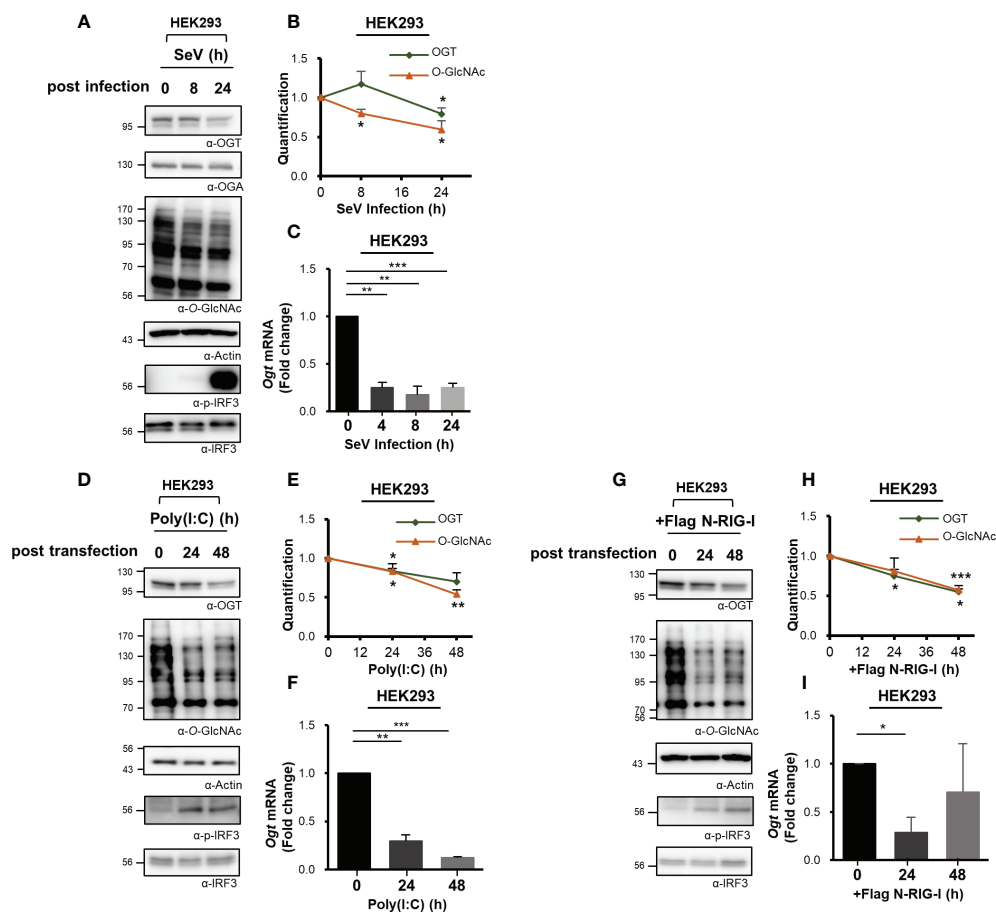 A
HEK293
SeV (h)
post infection 0 8 24
95
α-OGT
130
α-OGA
170
130
95
70
56
α-O-GlcNAc
43
α-Actin
56
α-p-IRF3
56
α-IRF3
B
HEK293
OGT
O-GlcNAc
Quantification
1.5
1.0
0.5
0.0
*
*
*
0 8 16 24
SeV Infection (h)
C
HEK293
***
**
**
Ogt mRNA
(Fold change)
1.5
1.0
0.5
0.0
0 4 8 24
SeV Infection (h)
D
HEK293
Poly(I:C) (h)
post transfection 0 24 48
130
95
α-OGT
170
130
95
70
α-O-GlcNAc
56
43
α-Actin
56
α-p-IRF3
56
α-IRF3
E
HEK293
OGT
O-GlcNAc
Quantification
1.5
1.0
0.5
0.0
*
*
**
0 12 24 36 48
Poly(I:C) (h)
F
HEK293
***
**
Ogt mRNA
(Fold change)
1.5
1.0
0.5
0.0
0 24 48
Poly(I:C) (h)
G
HEK293
+Flag N-RIG-I
post transfection 0 24 48
130
95
α-OGT
170
130
95
70
56
α-O-GlcNAc
43
α-Actin
56
α-p-IRF3
56
α-IRF3
H
HEK293
OGT
O-GlcNAc
Quantification
1.5
1.0
0.5
0.0
*
***
*
0 12 24 36 48
+Flag N-RIG-I (h)
I
HEK293
*
Ogt mRNA
(Fold change)
1.5
1.0
0.5
0.0
0 24 48
+Flag N-RIG-I (h)